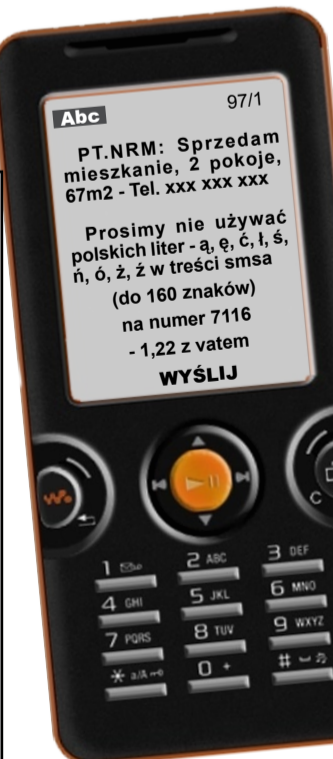 Abc 97/1
PT.NRM: Sprzedam
mieszkanie, 2 pokoje,
67m2 - Tel. xxx xxx xxx
Prosimy nie używać
polskich liter - ą, ę, ć, ł, ś,
ń, ó, ż, ź w treści smsa
(do 160 znaków)
na numer 7116
- 1,22 z vatem
WYŚLIJ
C
1 2 ABC 3 DEF
4 GHI 5 JKL 6 MNO
7 PQRS 8 TUV 9 WXYZ
* a/A 0 + #